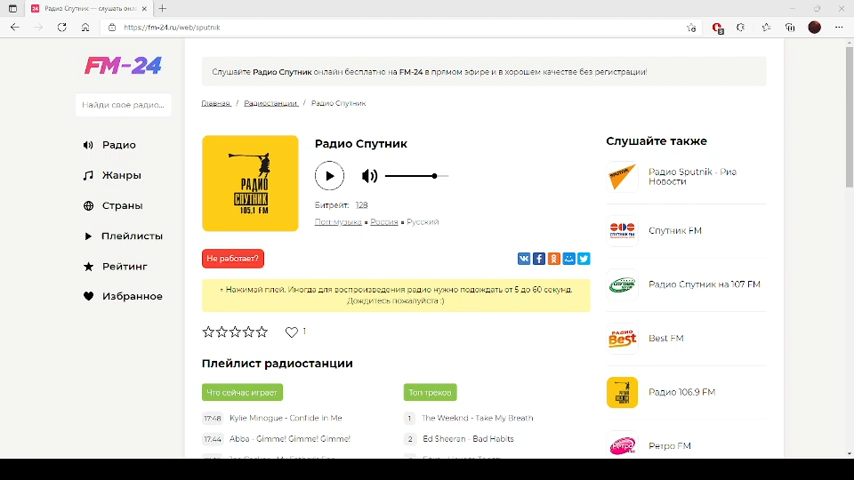 Радио Спутник — слушать онла
https://fm-24.ru/web/sputnik
FM-24
Найди своё радио...
Радио
Жанры
Страны
Плейлисты
Рейтинг
Избранное
Слушайте Радио Спутник онлайн бесплатно на FM-24 в прямом эфире и в хорошем качестве без регистрации!
Главная / Радиостанции / Радио Спутник
РАДИО
СПУТНИК
105.1 FM
Радио Спутник
Битрейт: 128
Поп-музыка Россия Русский
Не работает?
+ Нажимай плей. Иногда для воспроизведения радио нужно подождать от 5 до 60 секунд.
Дождитесь пожалуйста :)
1
Плейлист радиостанции
Что сейчас играет
17:48 Kylie Minogue - Confide In Me
17:44 Abba - Gimme! Gimme! Gimme!
Топ треков
1 The Weeknd - Take My Breath
2 Ed Sheeran - Bad Habits
Слушайте также
Радио Sputnik - Риа
Новости
Спутник FM
Радио Спутник на 107 FM
РАДИО
Best
Best FM
Радио 106.9 FM
Ретро FM